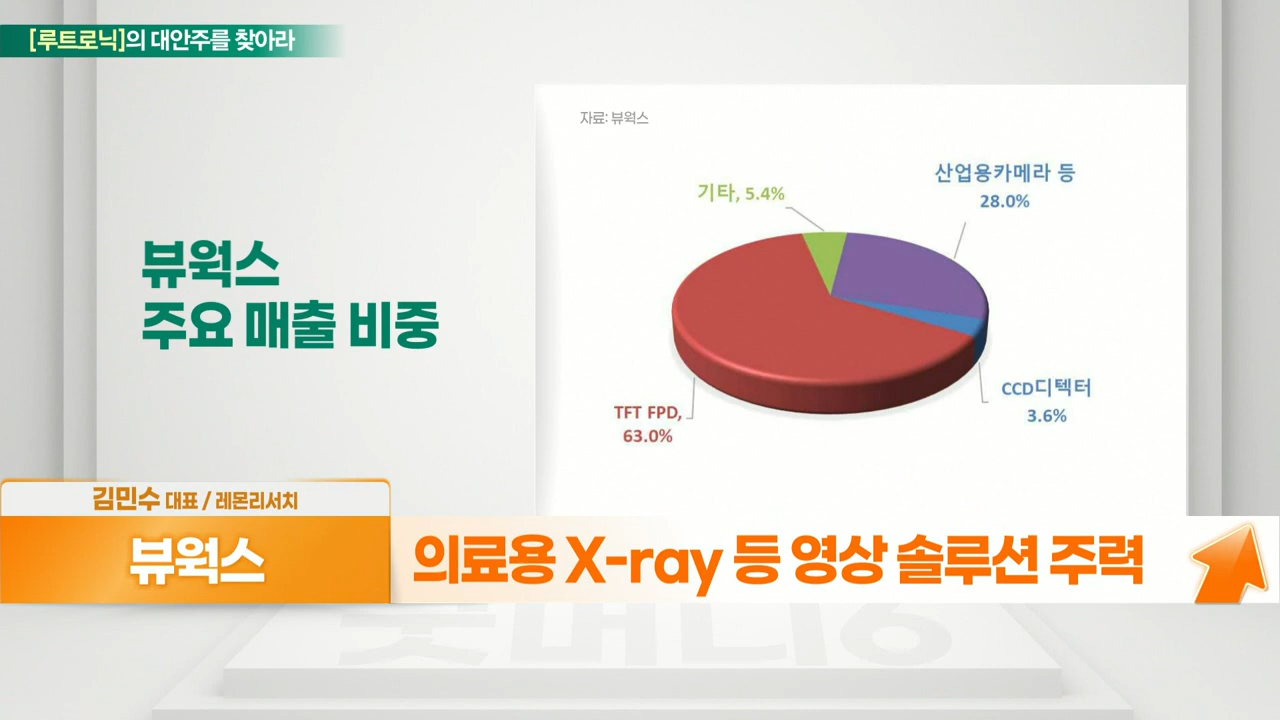 [루트로닉]의 대안주를 찾아라
자료: 뷰웍스
뷰웍스
주요 매출 비중
기타, 5.4%
산업용카메라 등
28.0%
CCD디텍터
3.6%
TFT FPD,
63.0%
김민수 대표 / 레몬리서치
뷰웍스
의료용 X-ray 등 영상 솔루션 주력
굿머니6